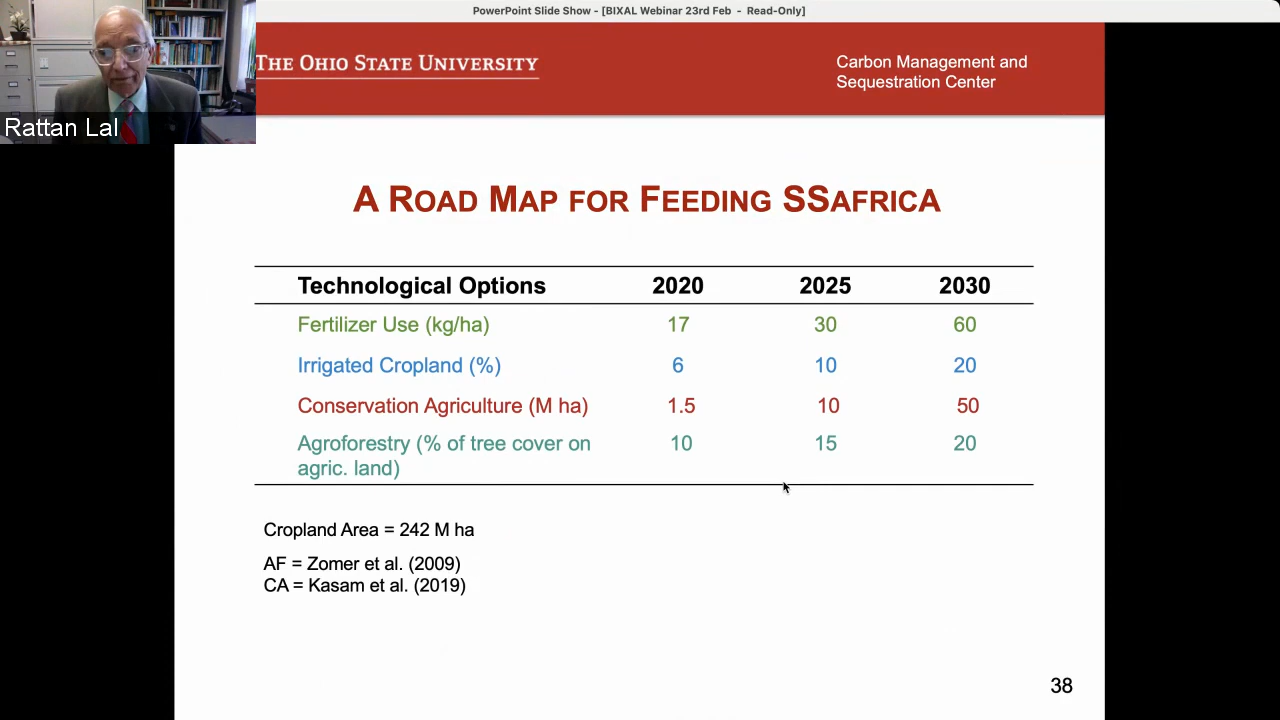 PowerPoint Slide Show - [BIXAL Webinar 23rd Feb - Read-Only]
THE OHIO STATE UNIVERSITY
Carbon Management and
Sequestration Center
Rattan Lal
A ROAD MAP FOR FEEDING SSAFRICA
Technological Options 2020 2025 2030
Fertilizer Use (kg/ha) 17 30 60
Irrigated Cropland (%) 6 10 20
Conservation Agriculture (M ha) 1.5 10 50
Agroforestry (% of tree cover on 10 15 20
agric. land)
Cropland Area = 242 M ha
AF = Zomer et al. (2009)
CA = Kasam et al. (2019)
38